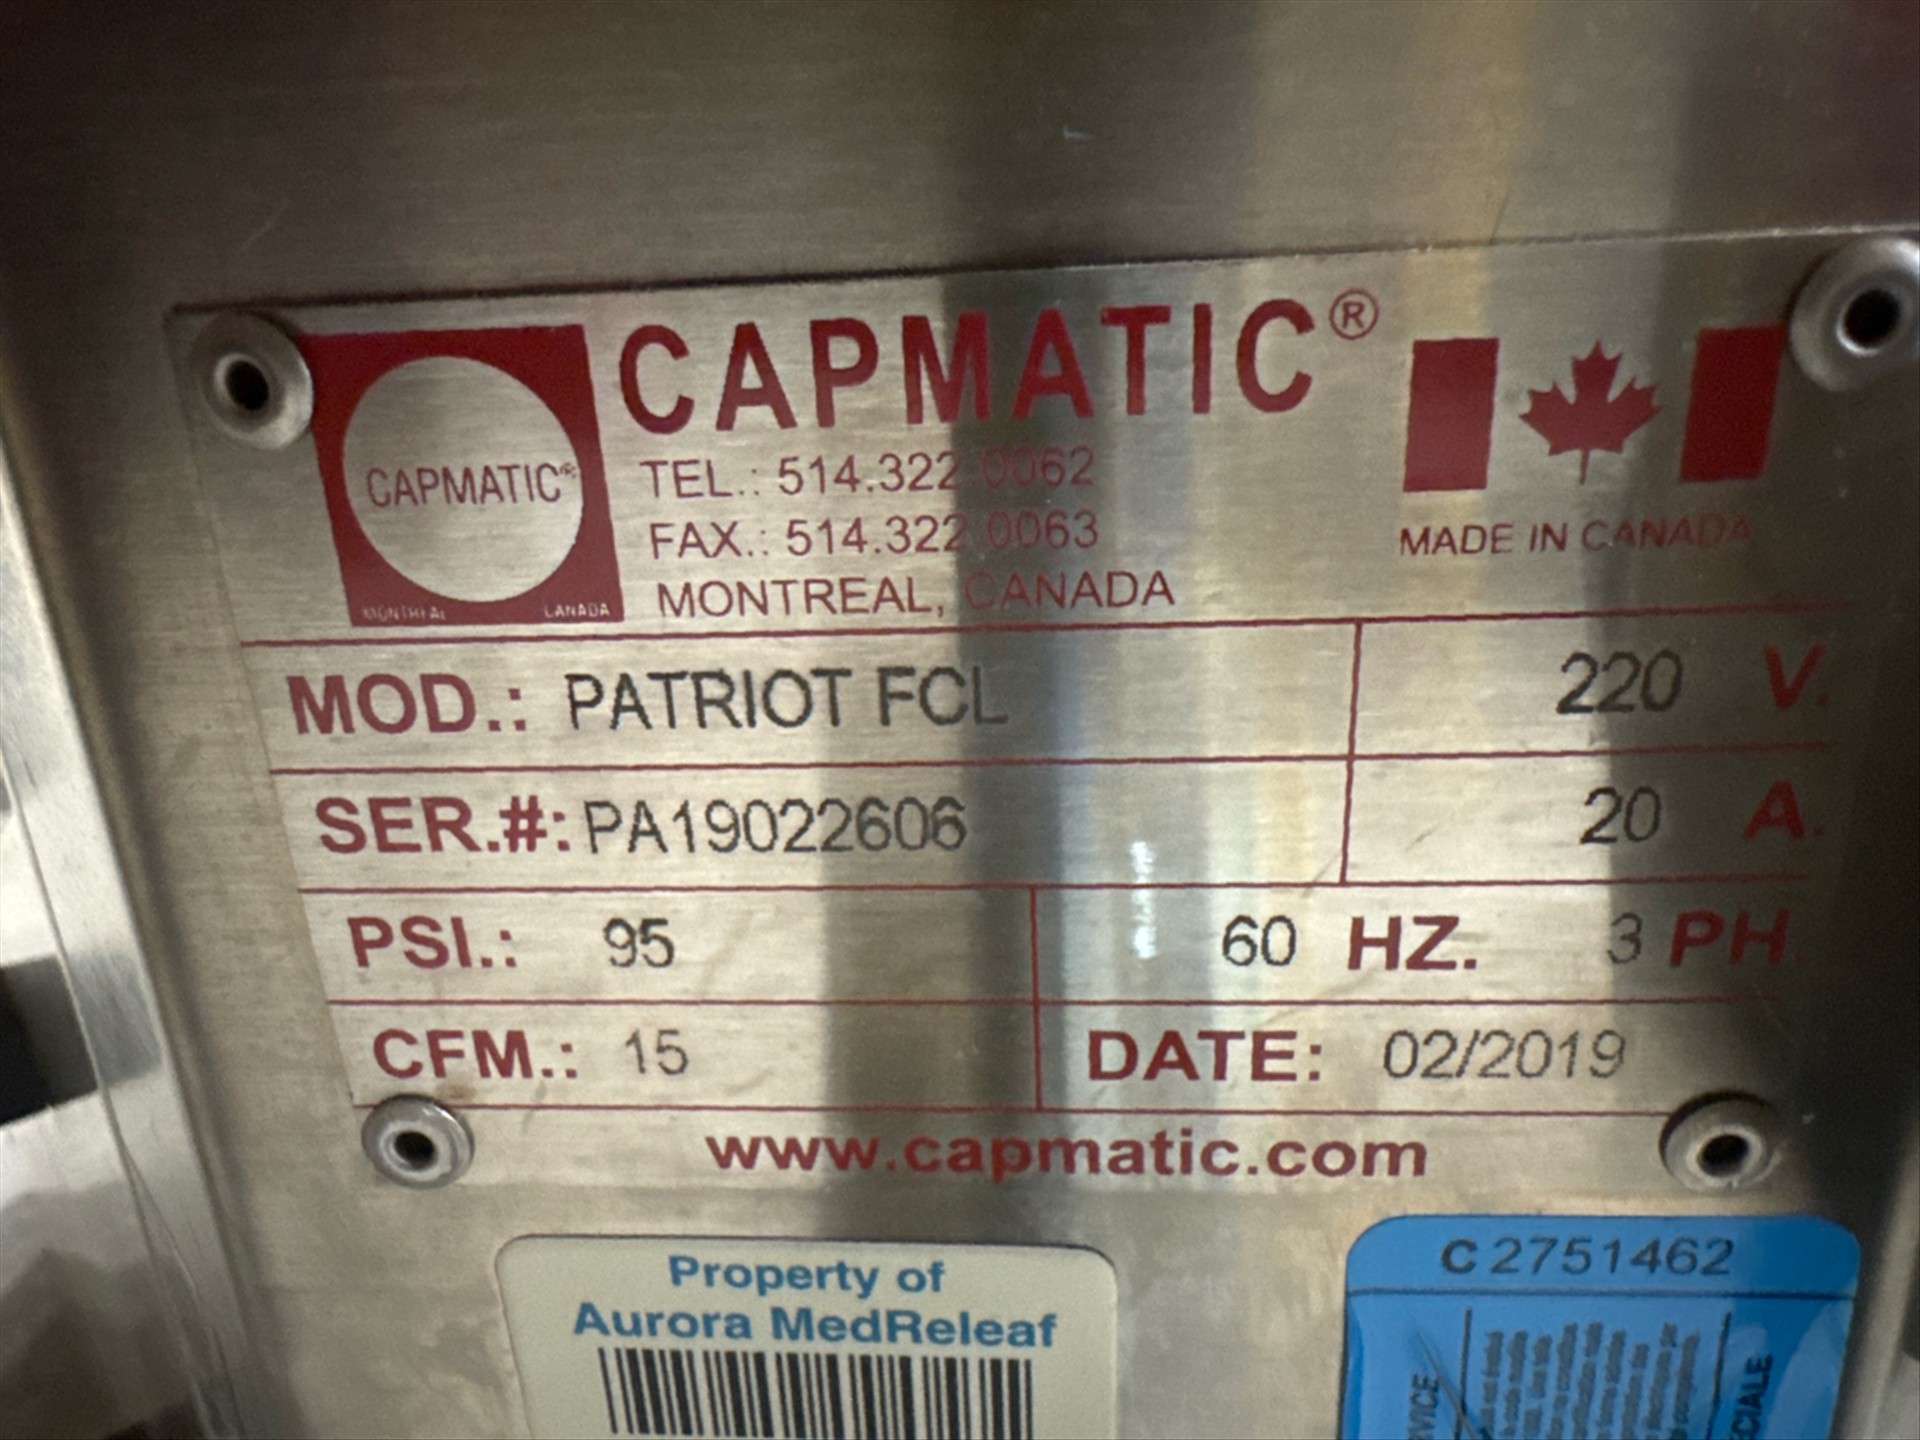 CAPMATIC®
CAPMATIC®
MONTREAL CANADA
TEL.: 514.322.0062
FAX.: 514.322.0063
MONTREAL, CANADA
MADE IN CANADA
MOD.: PATRIOT FCL 220 V.
SER.#: PA19022606 20 A.
PSI.: 95 60 HZ. 3 PH.
CFM.: 15 DATE: 02/2019
www.capmatic.com
Property of
Aurora MedReleaf
C 2751462